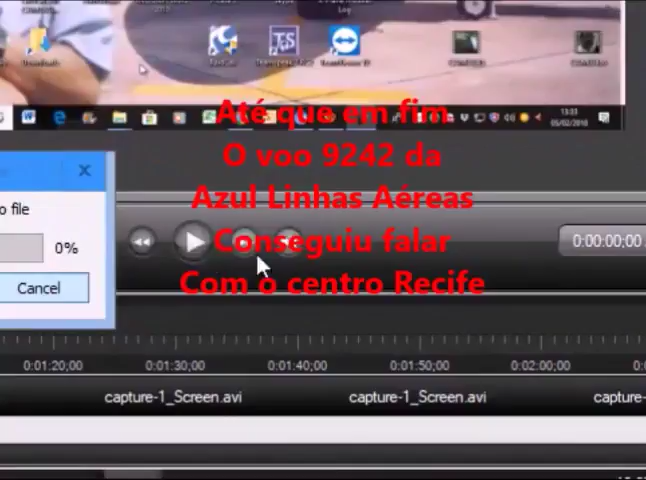 Até que em fim
O voo 9242 da
Azul Linhas Aéreas
Conseguiu falar
Com o centro Recife
o file
0%
Cancel
0:00:00;00
0:01:20;00 0:01:30;00 0:01:40;00 0:01:50;00 0:02:00;00
capture-1_Screen.avi capture-1_Screen.avi capture